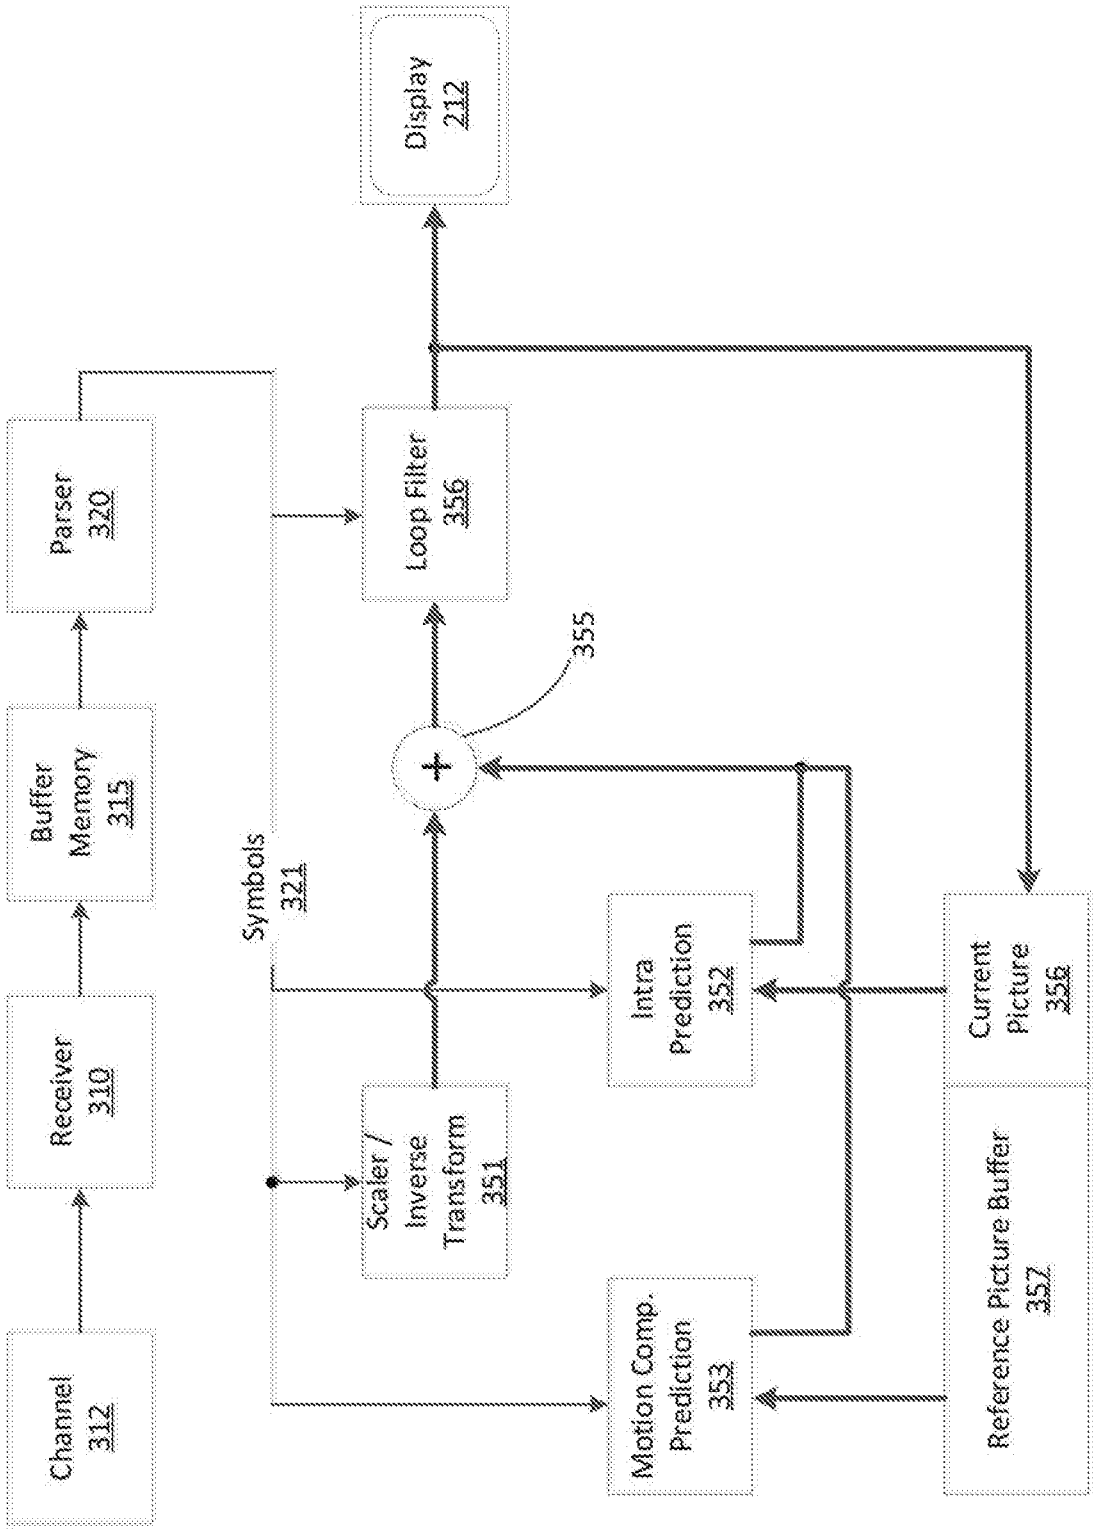 Channel
312
Receiver
310
Buffer
Memory
315
Parser
320
Symbols
321
Scaler /
Inverse
Transform
351
+
355
Loop Filter
356
Display
212
Motion Comp.
Prediction
353
Intra
Prediction
352
Reference Picture Buffer
357
Current
Picture
356